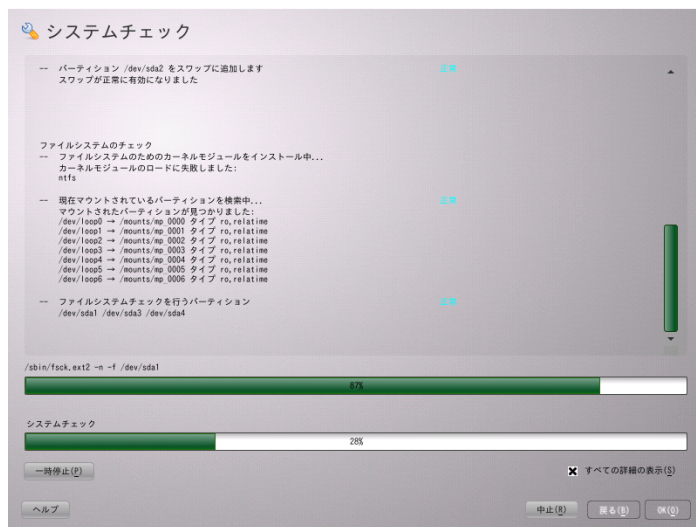 システムチェック
-- パーティション /dev/sda2 をスワップに追加します 正常
スワップが正常に有効になりました
ファイルシステムのチェック
-- ファイルシステムのためのカーネルモジュールをインストール中...
カーネルモジュールのロードに失敗しました:
ntfs
-- 現在マウントされているパーティションを検索中... 正常
マウントされたパーティションが見つかりました:
/dev/loop0 → /mounts/mp_0000 タイプ ro,relatime
/dev/loop1 → /mounts/mp_0001 タイプ ro,relatime
/dev/loop2 → /mounts/mp_0002 タイプ ro,relatime
/dev/loop3 → /mounts/mp_0003 タイプ ro,relatime
/dev/loop4 → /mounts/mp_0004 タイプ ro,relatime
/dev/loop5 → /mounts/mp_0005 タイプ ro,relatime
/dev/loop6 → /mounts/mp_0006 タイプ ro,relatime
-- ファイルシステムチェックを行うパーティション 正常
/dev/sda1 /dev/sda3 /dev/sda4
/sbin/fsck.ext2 -n -f /dev/sda1
87%
システムチェック
28%
一時停止(P)
すべての詳細の表示(S)
ヘルプ
中止(R) 戻る(B) OK(O)